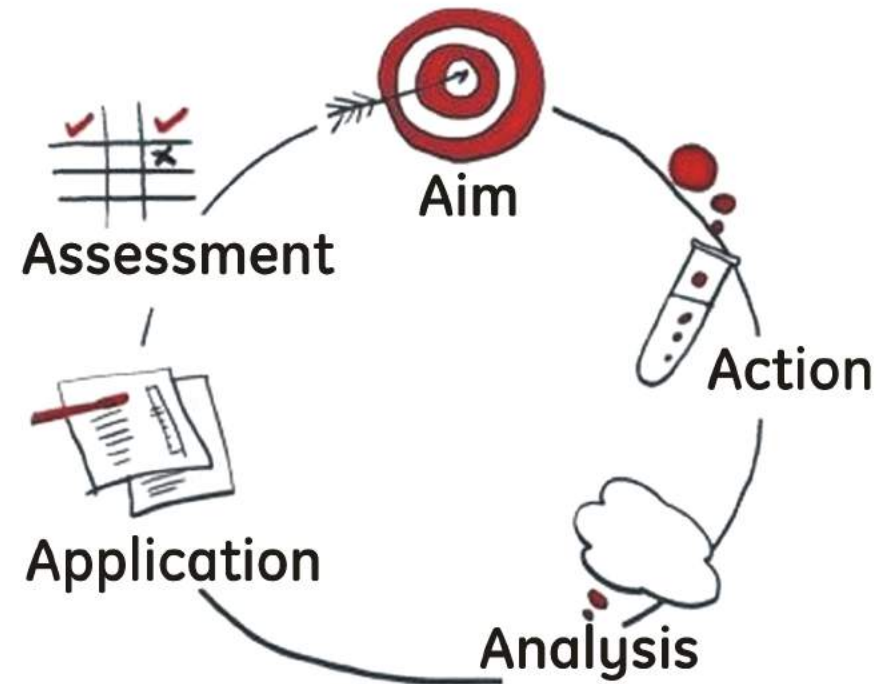 Aim
Action
Analysis
Application
Assessment